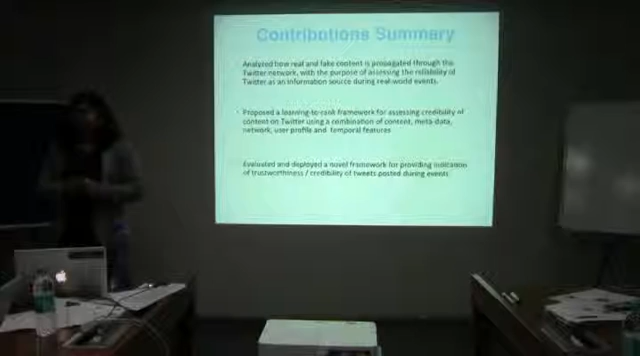 Contributions Summary
Analyzed how real and fake content is propagated through the
Twitter network, with the purpose of assessing the reliability of
Twitter as an information source during real-world events.
Proposed a learning-to-rank framework for assessing credibility of
content on Twitter using a combination of content, meta-data,
network, user profile and temporal features
Evaluated and deployed a novel framework for providing indication
of trustworthiness / credibility of tweets posted during events